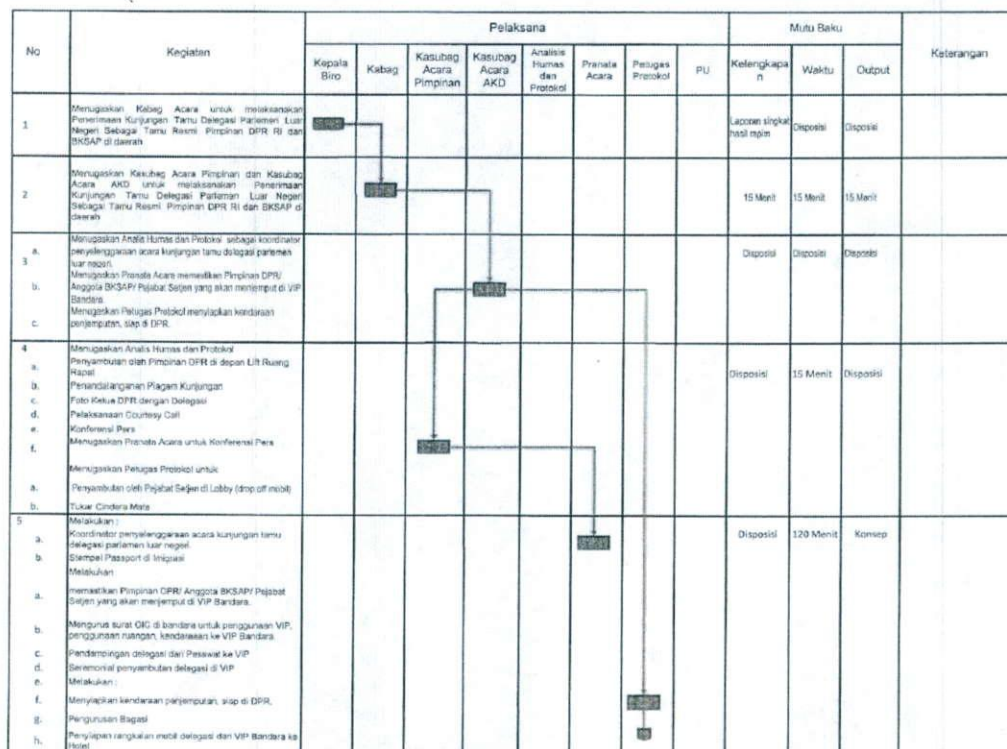 Pelaksana
Mutu Baku
No
Kegiatan
Keterangan
Kepala Biro
Kabag
Kasubag Acara Pimpinan
Kasubag Acara AKD
Analisis Humas dan Protokol
Pranata Acara
Petugas Protokol
PU
Kelengkapan
Waktu
Output
1
Menugaskan Kabag Acara untuk melaksanakan
Penerimaan Kunjungan Tamu Delegasi Parlemen Luar
Negeri Sebagai Tamu Resmi Pimpinan DPR RI dan
BKSAP di daerah
Laporan singkat
hasil rapim
Disposisi
Disposisi
2
Menugaskan Kasubag Acara Pimpinan dan Kasubag
Acara AKD untuk melaksanakan Penerimaan
Kunjungan Tamu Delegasi Parlemen Luar Negeri
Sebagai Tamu Resmi Pimpinan DPR RI dan BKSAP di
daerah
15 Menit
15 Menit
15 Menit
3
a.
Menugaskan Analis Humas dan Protokol sebagai koordinator
penyelenggaraan acara kunjungan tamu delegasi parlemen
luar negeri.
b.
Menugaskan Pranata Acara memastikan Pimpinan DPR/
Anggota BKSAP/ Pejabat Setjen yang akan menjemput di VIP
Bandara.
c.
Menugaskan Petugas Protokol menyiapkan kendaraan
penjemputan, siap di DPR.
Disposisi
Disposisi
Disposisi
4
Menugaskan Analis Humas dan Protokol
a.
Penyambutan oleh Pimpinan DPR di depan Lift Ruang
Rapat
b.
Penandatanganan Piagam Kunjungan
c.
Foto Ketua DPR dengan Delegasi
d.
Pelaksanaan Courtesy Call
e.
Konferensi Pers
f.
Menugaskan Pranata Acara untuk Konferensi Pers
Menugaskan Petugas Protokol untuk
a.
Penyambutan oleh Pejabat Setjen di Lobby (drop off mobil)
b.
Tukar Cindera Mata
Disposisi
15 Menit
Disposisi
5
Melakukan :
a.
Koordinator penyelenggaraan acara kunjungan tamu
delegasi parlemen luar negeri.
b.
Stempel Passport di Imigrasi
Melakukan
a.
memastikan Pimpinan DPR/ Anggota BKSAP/ Pejabat
Setjen yang akan menjemput di VIP Bandara.
b.
Mengurus surat CIC di bandara untuk penggunaan VIP,
penggunaan ruangan, kendaraaan ke VIP Bandara.
c.
Pendampingan delegasi dari Pesawat ke VIP
d.
Seremonial penyambutan delegasi di VIP
e.
Melakukan :
f.
Menyiapkan kendaraan penjemputan, siap di DPR.
g.
Pengurusan Bagasi
h.
Penyiapan rangkaian mobil delegasi dari VIP Bandara ke
Hotel
Disposisi
120 Menit
Konsep